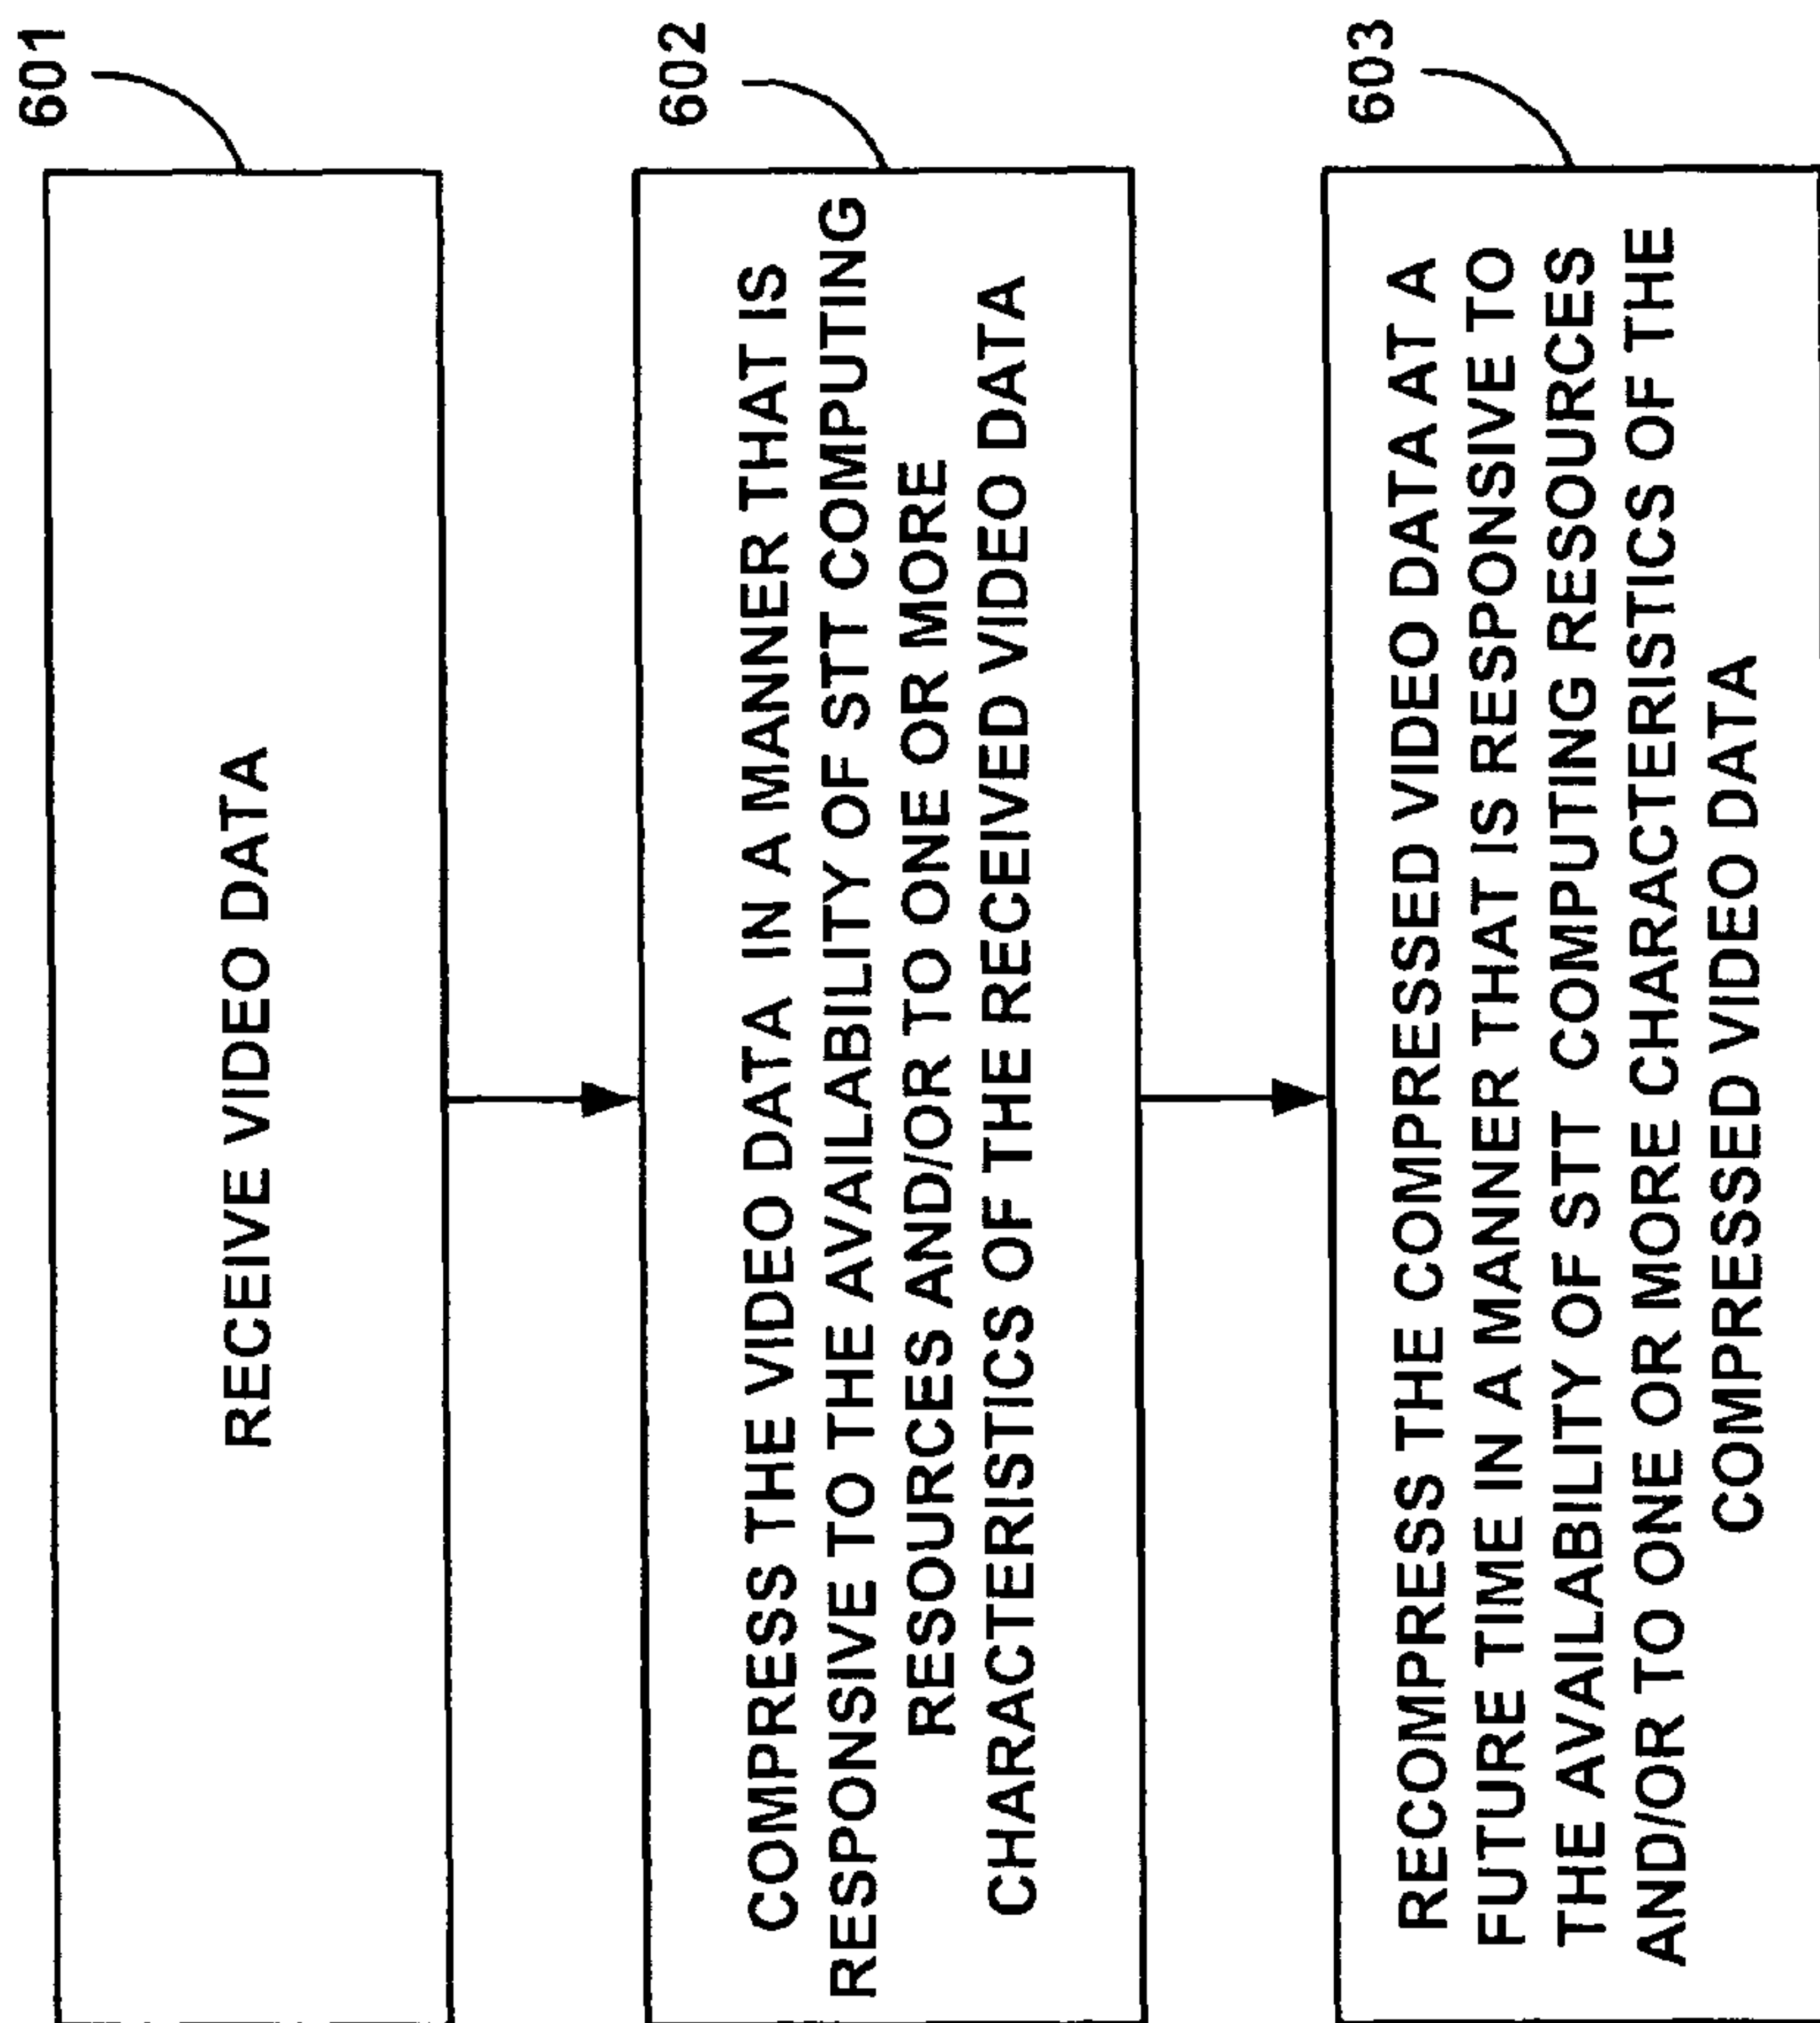 601
RECEIVE VIDEO DATA
602
COMPRESS THE VIDEO DATA IN A MANNER THAT IS
RESPONSIVE TO THE AVAILABILITY OF STT COMPUTING
RESOURCES AND/OR TO ONE OR MORE
CHARACTERISTICS OF THE RECEIVED VIDEO DATA
603
RECOMPRESS THE COMPRESSED VIDEO DATA AT A
FUTURE TIME IN A MANNER THAT IS RESPONSIVE TO
THE AVAILABILITY OF STT COMPUTING RESOURCES
AND/OR TO ONE OR MORE CHARACTERISTICS OF THE
COMPRESSED VIDEO DATA